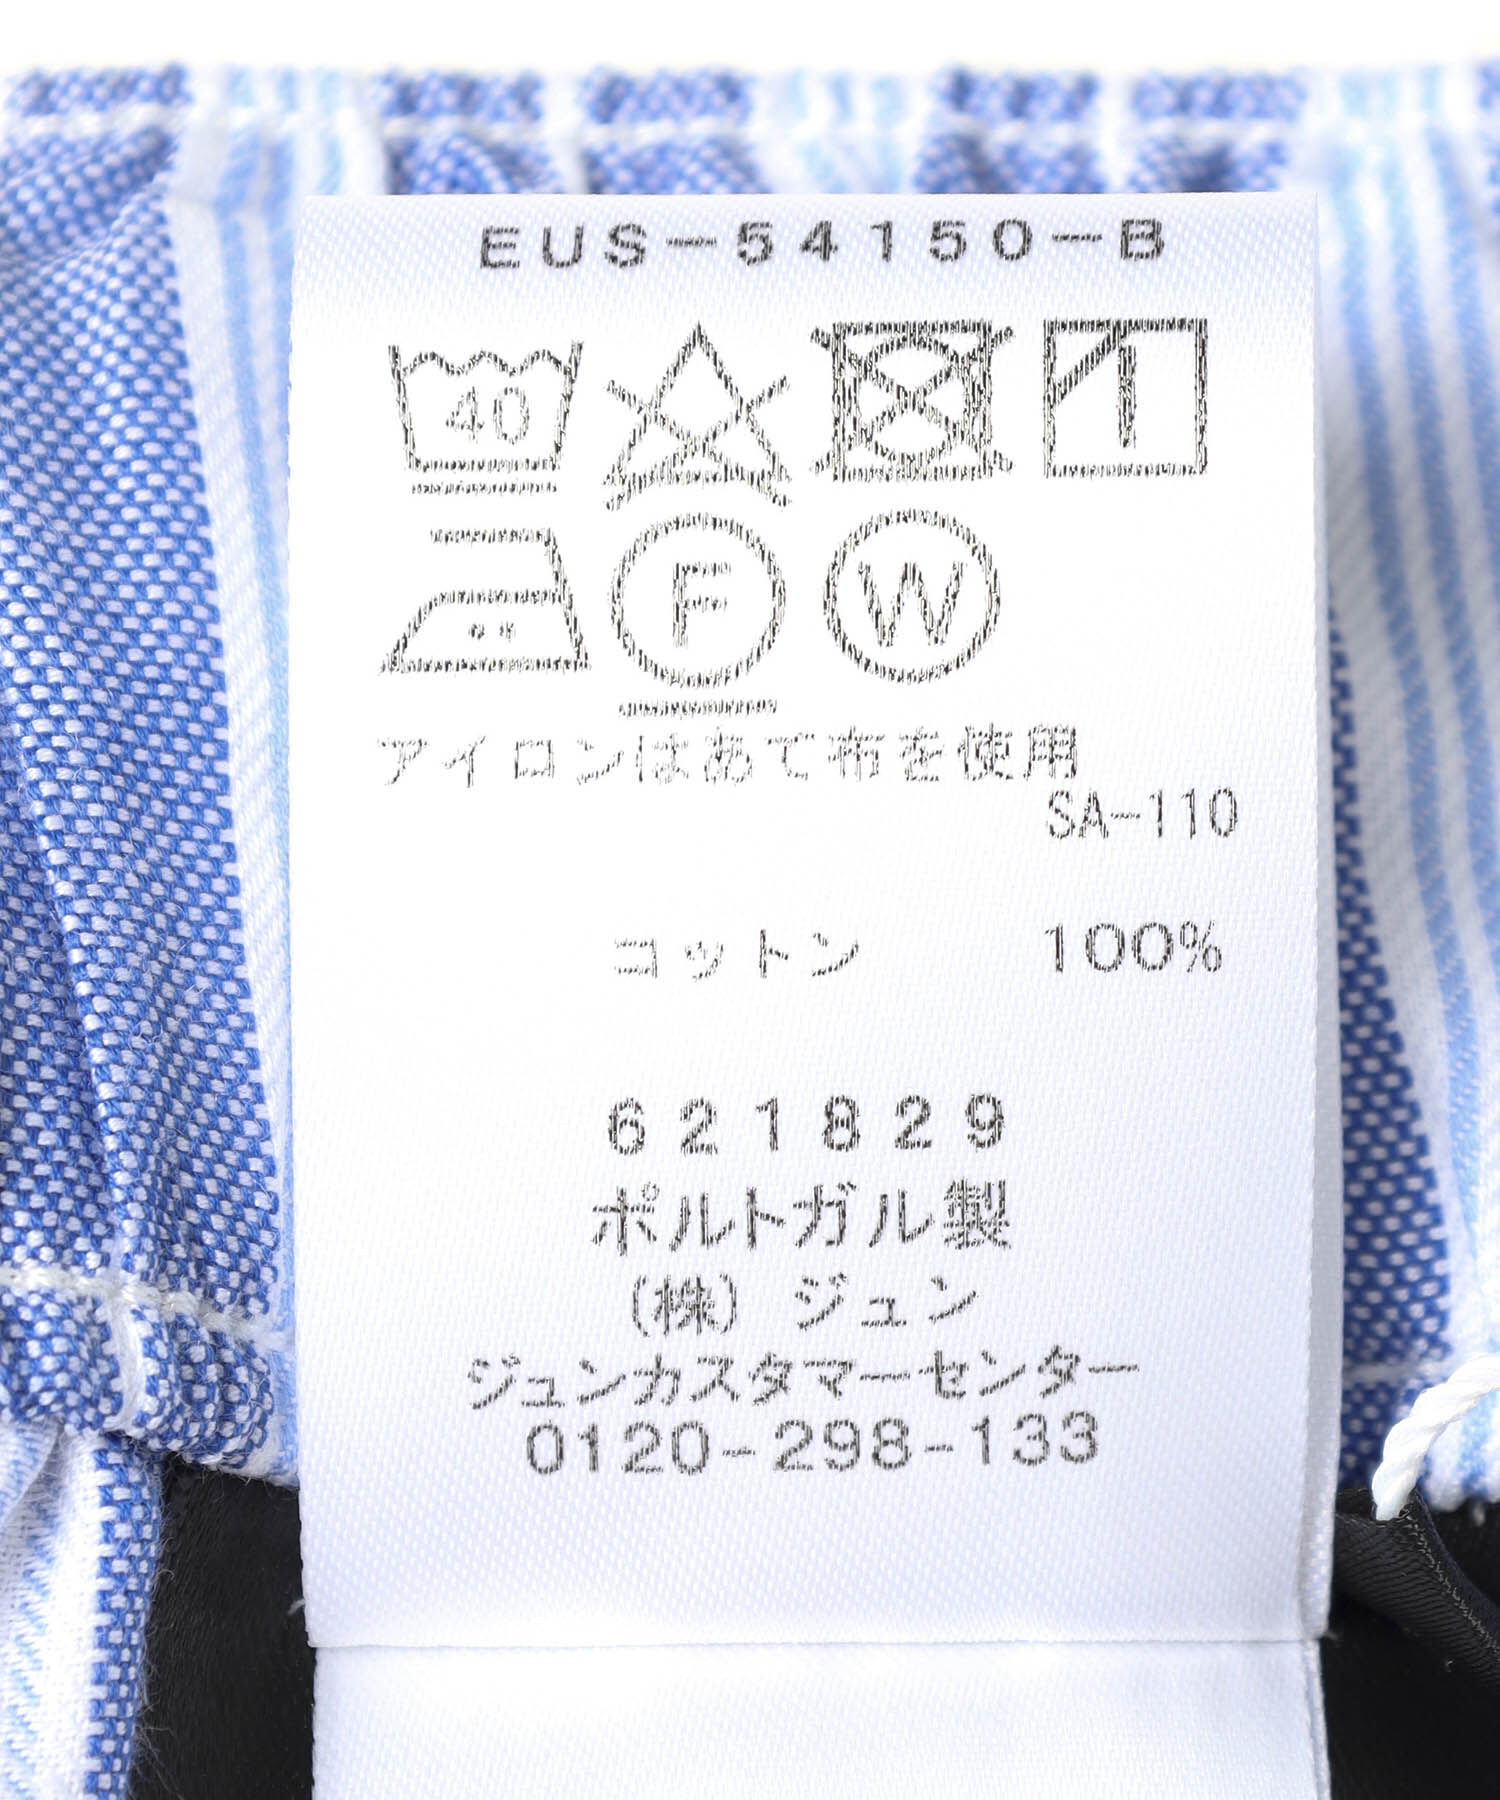 EUS-54150-B
40
F W
アイロンはあて布を使用
SA-110
コットン 100%
621829
ポルトガル製
(株) ジュン
ジュンカスタマーセンター
0120-298-133